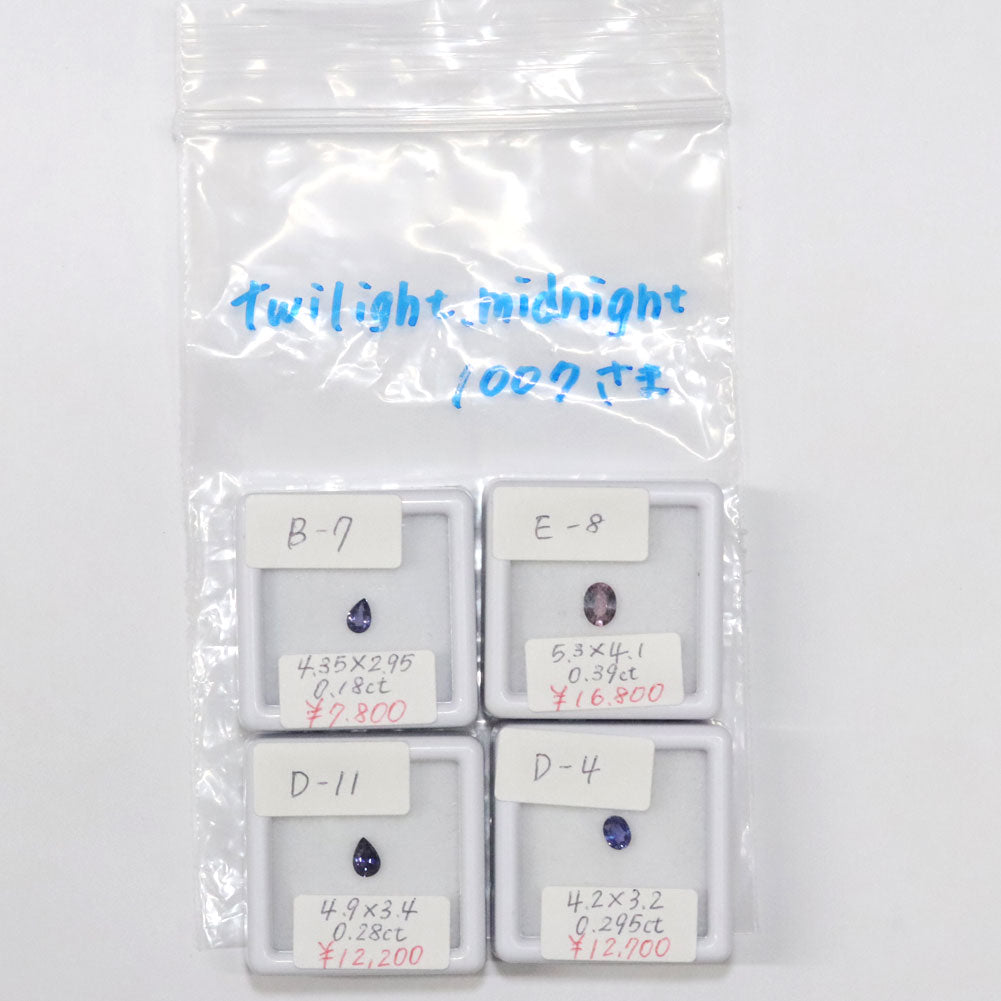 twilight_midnight
1007さま
B-7
4.35×2.95
0.18ct
¥7.800
E-8
5.3×4.1
0.39ct
¥16.800
D-11
4.9×3.4
0.28ct
¥12,200
D-4
4.2×3.2
0.295ct
¥12,700